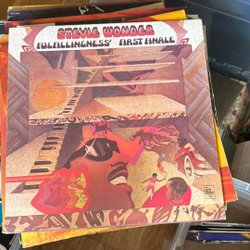 STEVIE WONDER
FULFILLINGNESS' FIRST FINALE